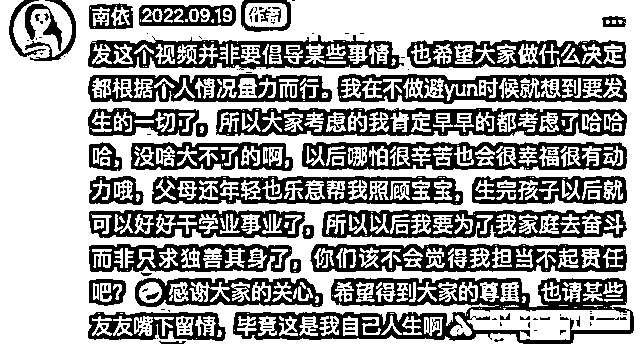 南依 2022.09.19 作者
发这个视频并非要倡导某些事情，也希望大家做什么决定
都根据个人情况量力而行。我在不做避yun时候就想到要发
生的一切了，所以大家考虑的我肯定早早的都考虑了哈哈
哈，没啥大不了的啊，以后哪怕很辛苦也会很幸福很有动
力哦，父母还年轻也乐意帮我照顾宝宝，生完孩子以后就
可以好好干学业事业了，所以以后我要为了我家庭去奋斗
而非只求独善其身了，你们该不会觉得我担当不起责任
吧？感谢大家的关心，希望得到大家的尊重，也请某些
友友嘴下留情，毕竟这是我自己人生啊